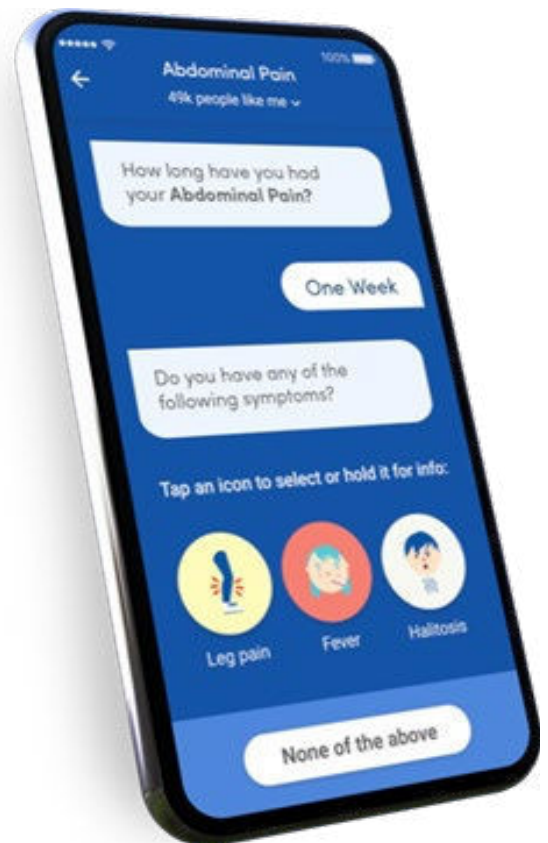 100%
Abdominal Pain
49k people like me
How long have you had
your Abdominal Pain?
One Week
Do you have any of the
following symptoms?
Tap an icon to select or hold it for info:
Leg pain
Fever
Halitosis
None of the above